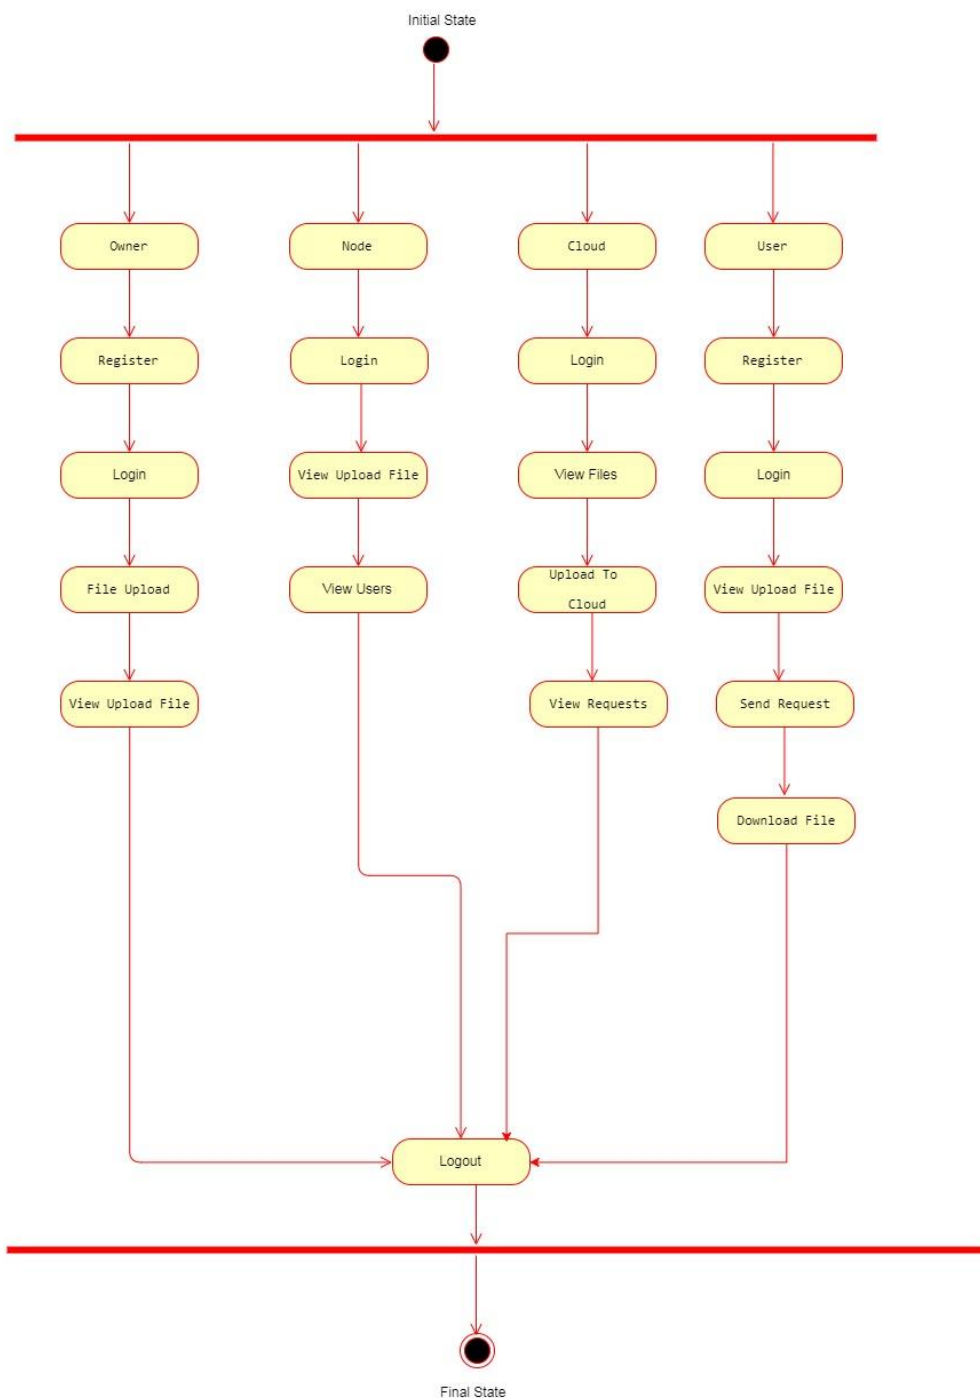 Initial State
Owner
Node
Cloud
User
Register
Login
Login
Register
Login
View Upload File
View Files
Login
File Upload
View Users
Upload To
Cloud
View Upload File
View Upload File
View Requests
Send Request
Download File
Logout
Final State